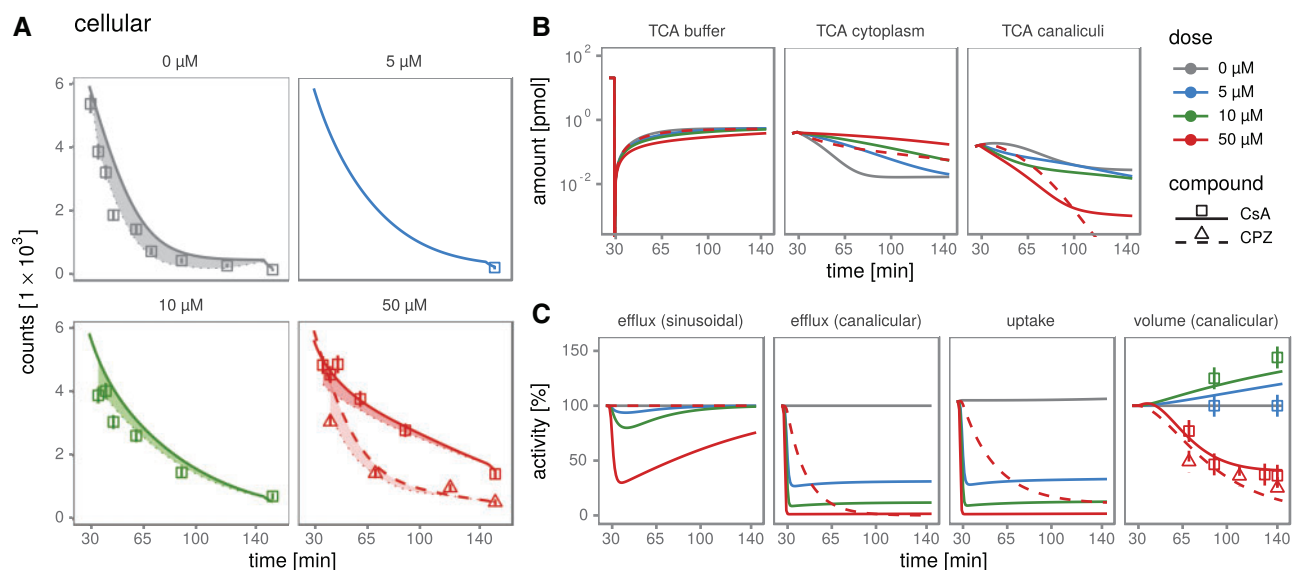 A
cellular
0 µM
5 µM
6
4
2
0
10 µM
50 µM
6
4
2
0
30
65
100
140
30
65
100
140
counts [1 × 10³]
time [min]
B
TCA buffer
TCA cytoplasm
TCA canaliculi
10²
10⁰
10⁻²
amount [pmol]
30
65
100
140
30
65
100
140
30
65
100
140
time [min]
dose
0 µM
5 µM
10 µM
50 µM
compound
CsA
CPZ
C
efflux (sinusoidal)
efflux (canalicular)
uptake
volume (canalicular)
150
100
50
0
activity [%]
30
65
100
140
30
65
100
140
30
65
100
140
30
65
100
140
time [min]